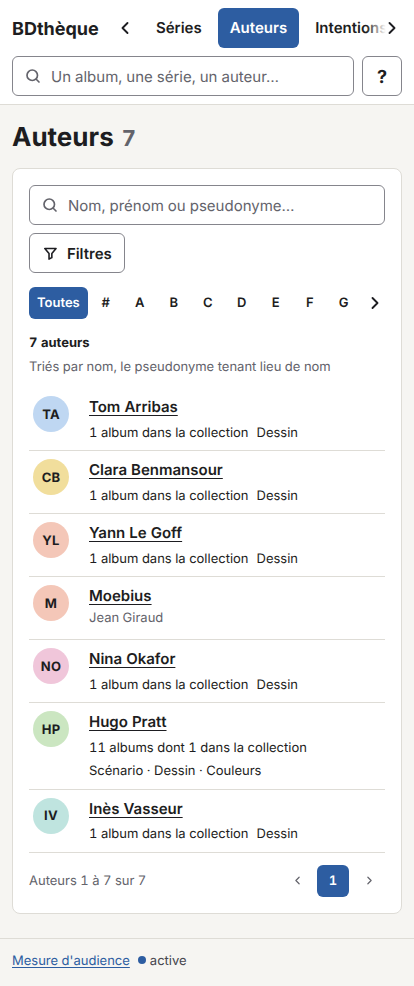 BDthèque Séries Auteurs Intentions
Un album, une série, un auteur... ?
Auteurs 7
Nom, prénom ou pseudonyme...
Filtres
Toutes # A B C D E F G
7 auteurs
Triés par nom, le pseudonyme tenant lieu de nom
TA Tom Arribas
1 album dans la collection Dessin
CB Clara Benmansour
1 album dans la collection Dessin
YL Yann Le Goff
1 album dans la collection Dessin
M Moebius
Jean Giraud
NO Nina Okafor
1 album dans la collection Dessin
HP Hugo Pratt
11 albums dont 1 dans la collection
Scénario · Dessin · Couleurs
IV Inès Vasseur
1 album dans la collection Dessin
Auteurs 1 à 7 sur 7 ‹ 1 ›
Mesure d'audience active